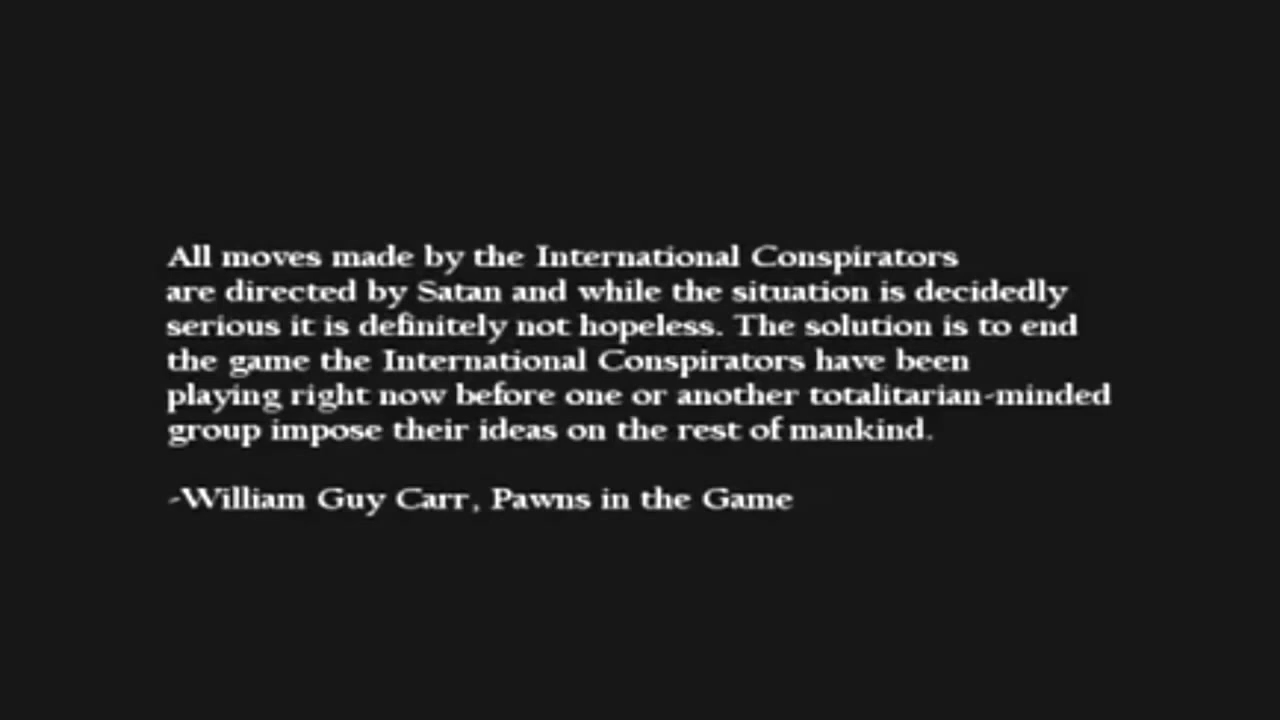 All moves made by the International Conspirators
are directed by Satan and while the situation is decidedly
serious it is definitely not hopeless. The solution is to end
the game the International Conspirators have been
playing right now before one or another totalitarian-minded
group impose their ideas on the rest of mankind.
-William Guy Carr, Pawns in the Game